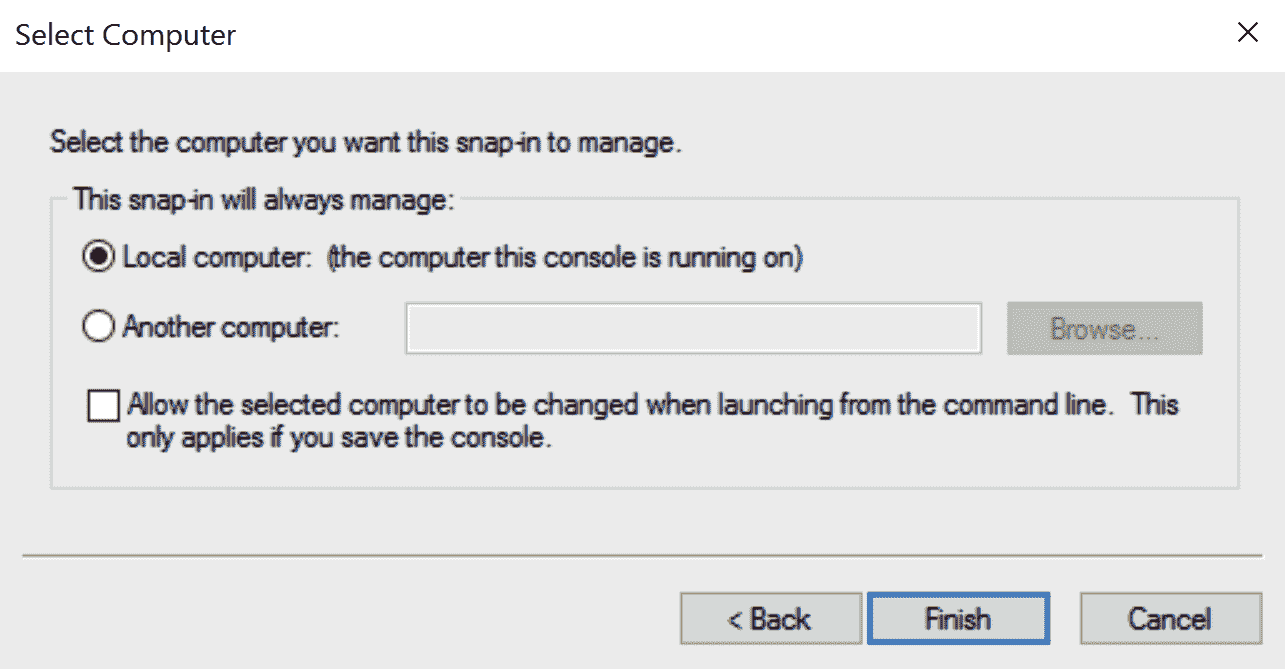 Select Computer
Select the computer you want this snap-in to manage.
This snap-in will always manage:
Local computer: (the computer this console is running on)
Another computer:
Browse...
Allow the selected computer to be changed when launching from the command line. This
only applies if you save the console.
< Back
Finish
Cancel